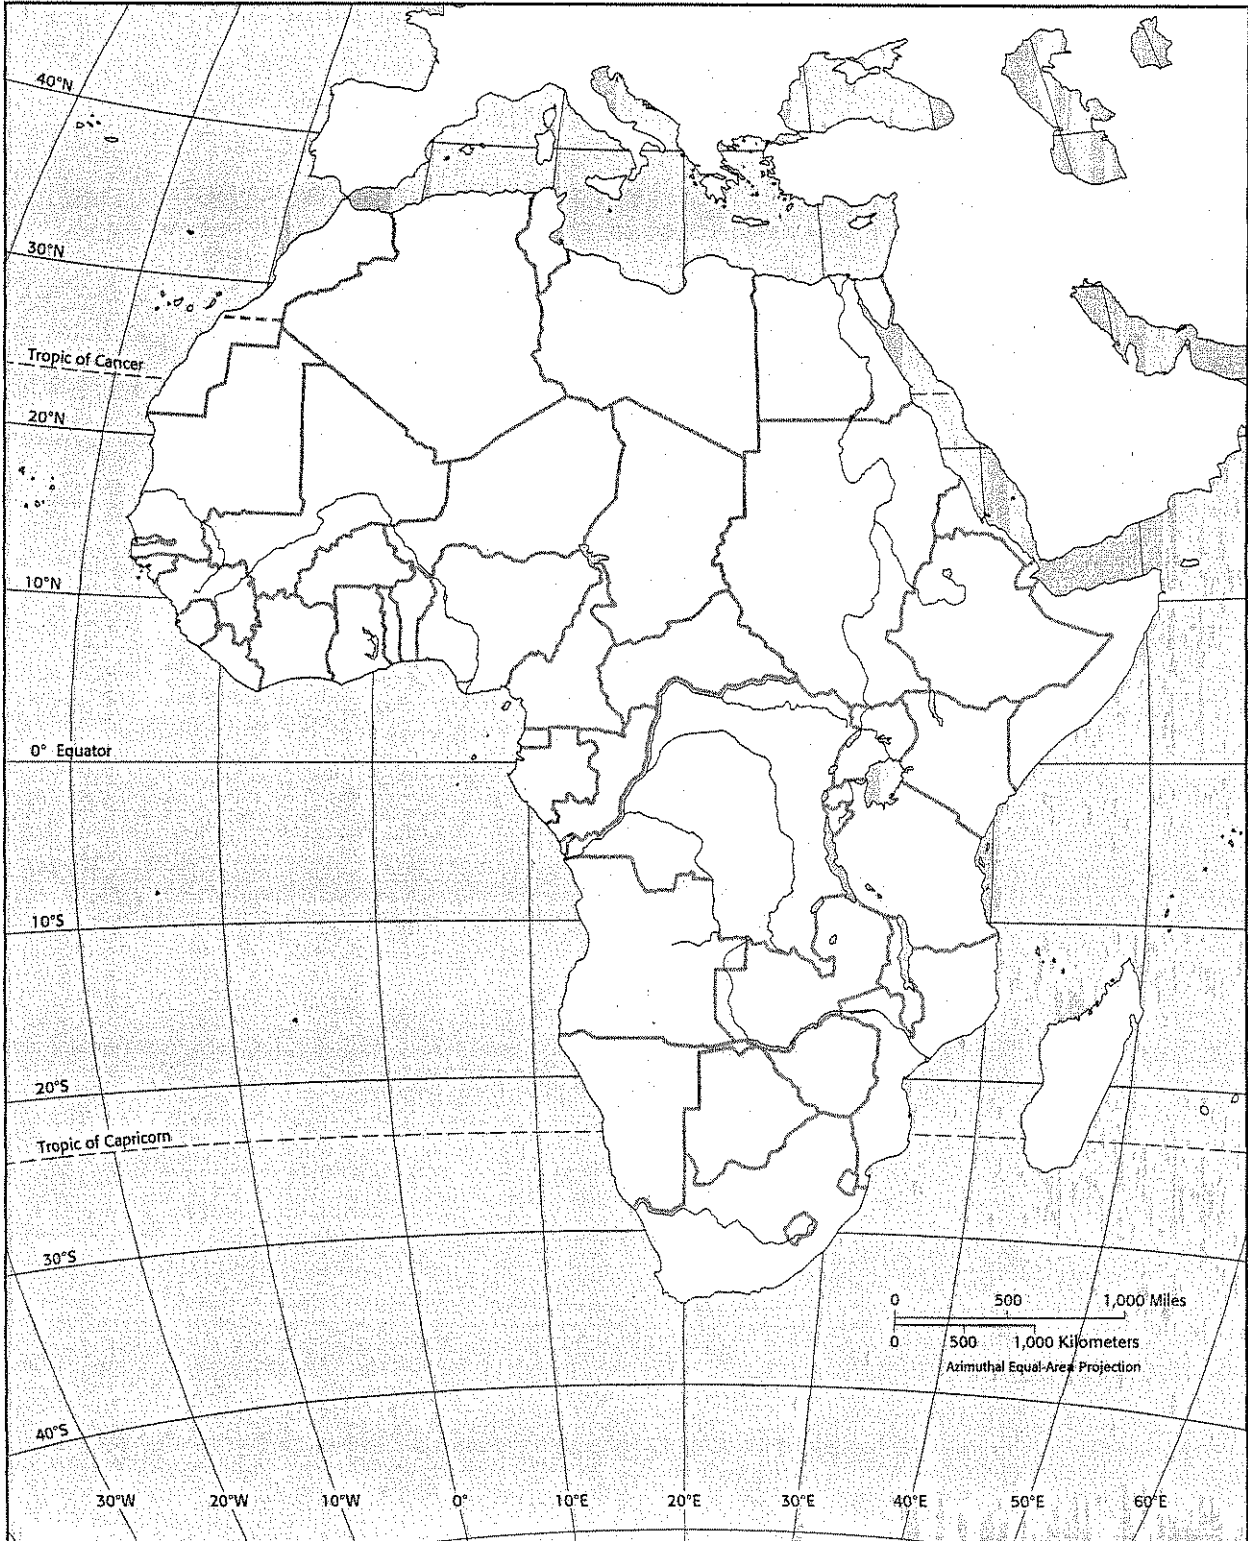 40°N
30°N
Tropic of Cancer
20°N
10°N
0° Equator
10°S
20°S
Tropic of Capricorn
30°S
0 500 1,000 Miles
0 500 1,000 Kilometers
Azimuthal Equal-Area Projection
40°S
30°W 20°W 10°W 0° 10°E 20°E 30°E 40°E 50°E 60°E